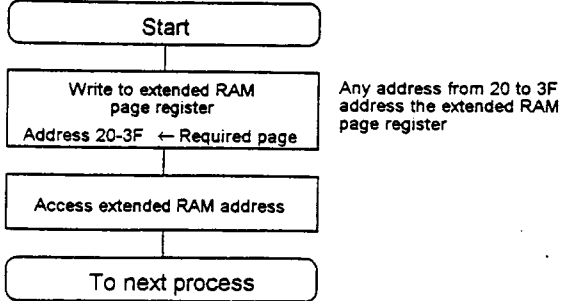 Start
Write to extended RAM
page register
Address 20-3F ← Required page
Any address from 20 to 3F
address the extended RAM
page register
Access extended RAM address
To next process